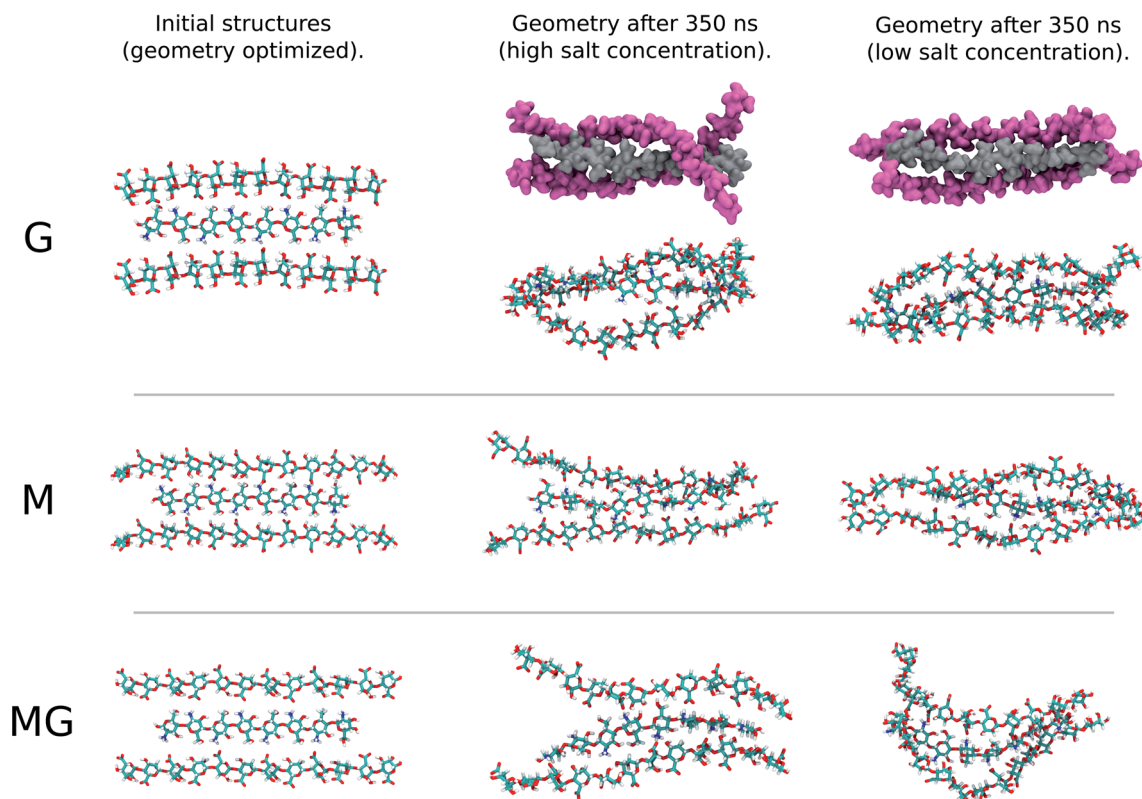 Initial structures
(geometry optimized).
Geometry after 350 ns
(high salt concentration).
Geometry after 350 ns
(low salt concentration).
G
M
MG